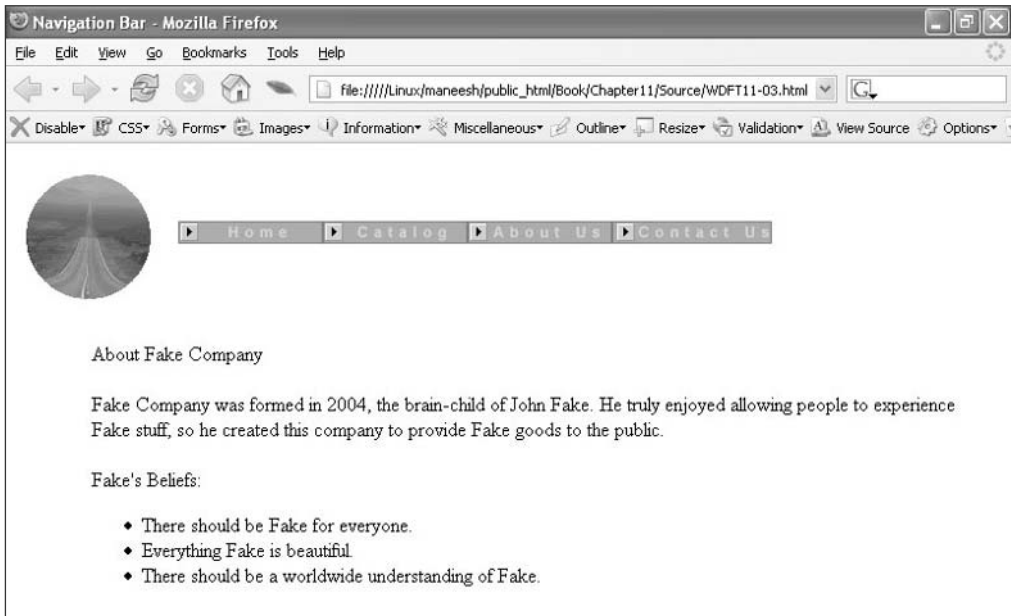 Navigation Bar - Mozilla Firefox
File Edit View Go Bookmarks Tools Help
file://///Linux/maneesh/public_html/Book/Chapter11/Source/WDFT11-03.html G
Disable CSS Forms Images Information Miscellaneous Outline Resize Validation View Source Options
Home Catalog About Us Contact Us
About Fake Company
Fake Company was formed in 2004, the brain-child of John Fake. He truly enjoyed allowing people to experience
Fake stuff, so he created this company to provide Fake goods to the public.
Fake's Beliefs:
• There should be Fake for everyone.
• Everything Fake is beautiful.
• There should be a worldwide understanding of Fake.